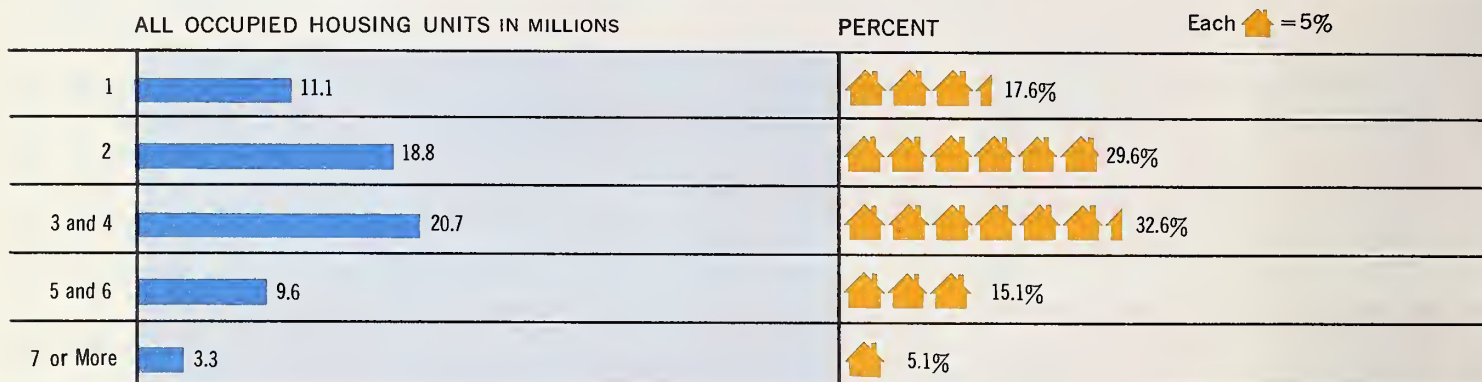 ALL OCCUPIED HOUSING UNITS IN MILLIONS PERCENT Each =5%
1 11.1 17.6%
2 18.8 29.6%
3 and 4 20.7 32.6%
5 and 6 9.6 15.1%
7 or More 3.3 5.1%